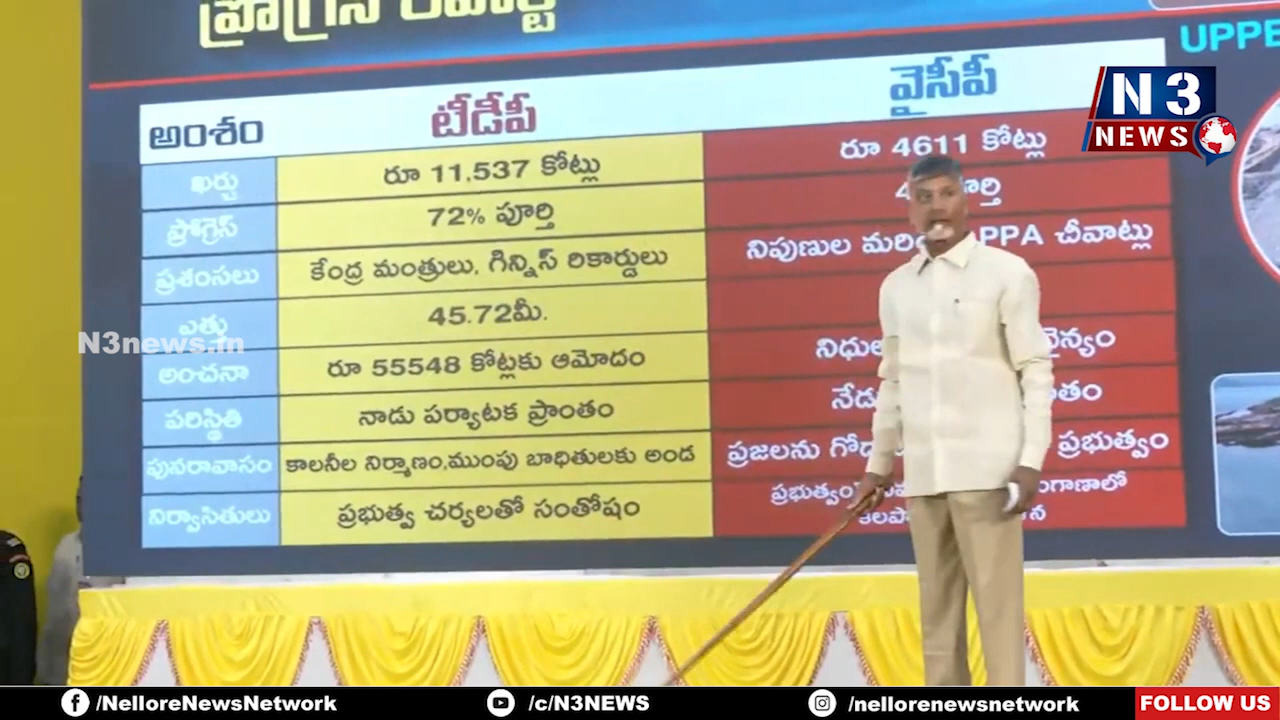 ప్రోగ్రెస్ రిపోర్ట్
UPPE
N3
NEWS
అంశం టీడీపీ వైసీపీ
ఖర్చు రూ 11,537 కోట్లు రూ 4611 కోట్లు
ప్రోగ్రెస్ 72% పూర్తి
ప్రశంసలు కేంద్ర మంత్రులు, గిన్నిస్ రికార్డులు నిపుణుల PPA చీవాట్లు
ఎత్తు 45.72మీ.
N3news.in
అంచనా రూ 55548 కోట్లకు ఆమోదం
పరిస్థితి నాడు పర్యాటక ప్రాంతం
పునరావాసం కాలనీల నిర్మాణం,ముంపు బాధితులకు అండ ప్రజలను ప్రభుత్వం
నిర్వాసితులు ప్రభుత్వ చర్యలతో సంతోషం
/NelloreNewsNetwork /c/N3NEWS /nellorenewsnetwork FOLLOW US